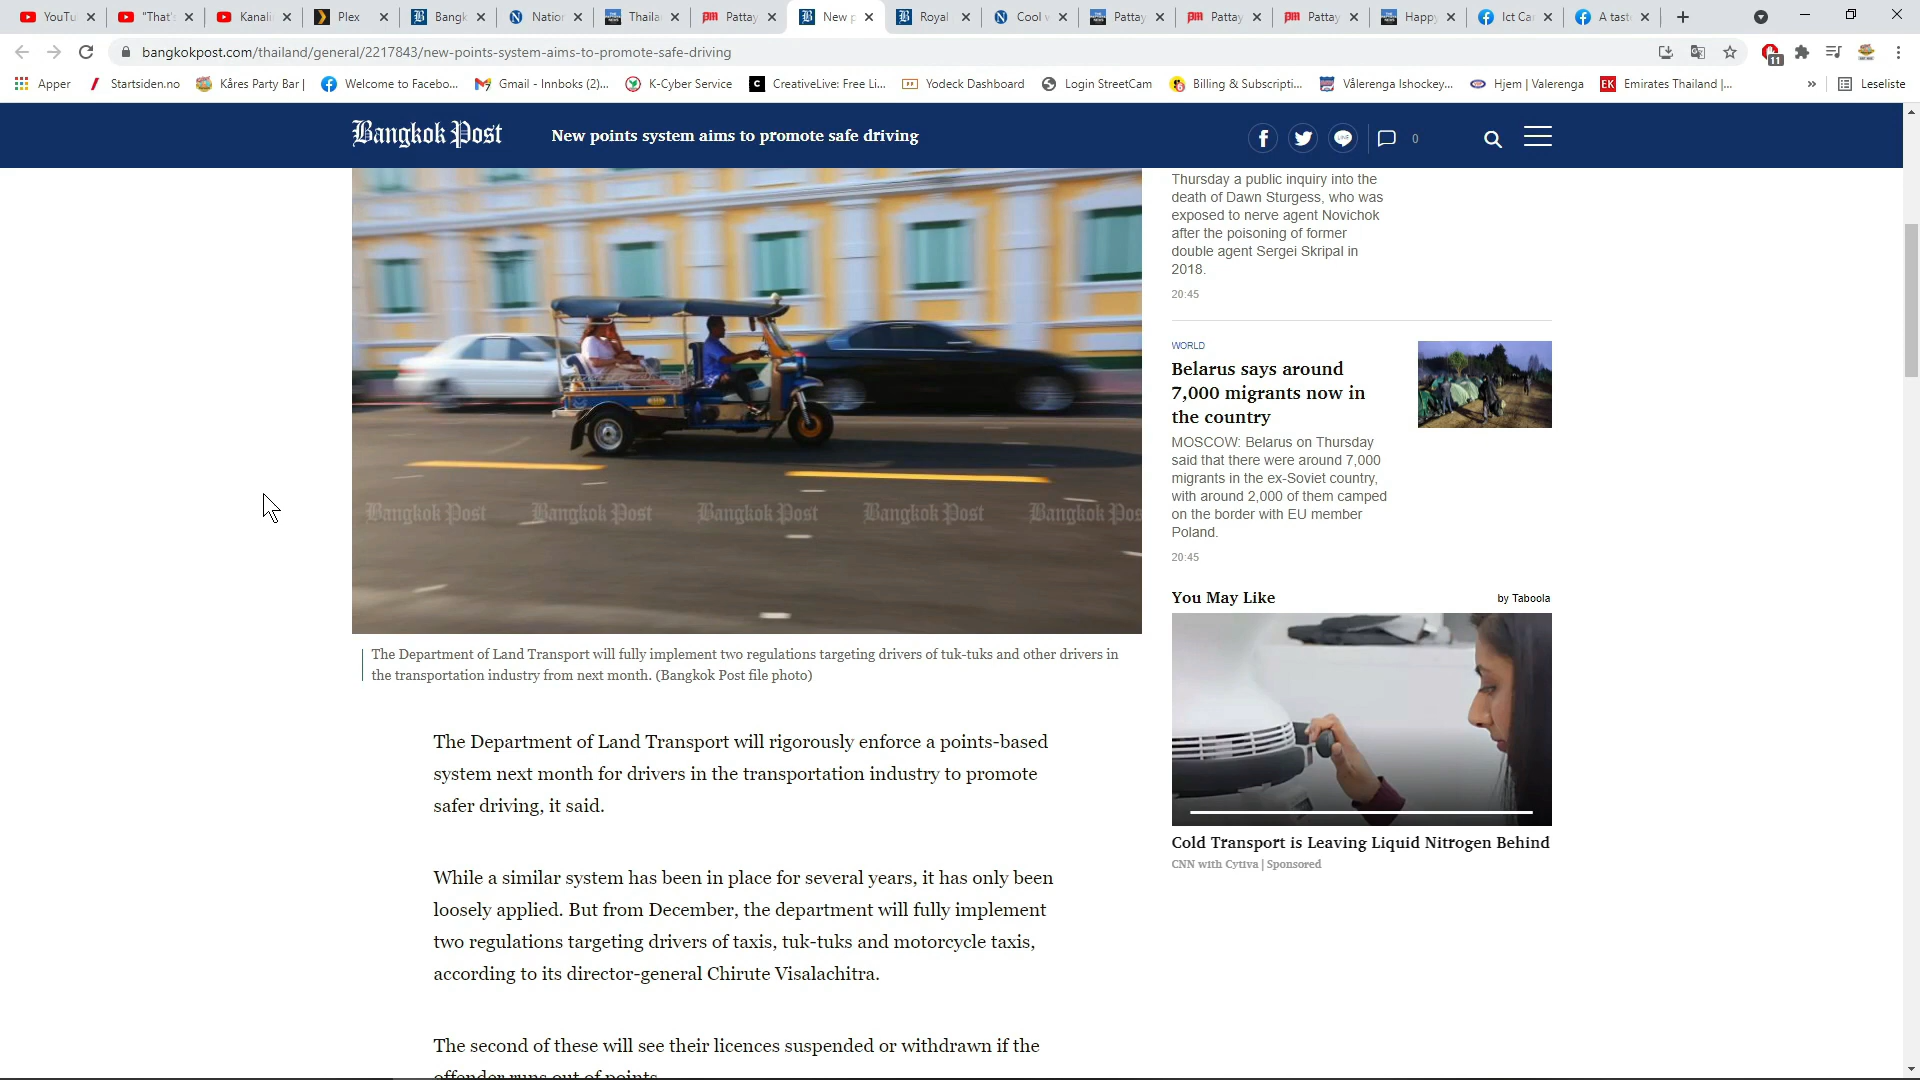 YouTu
"That'
Kanali
Plex
Bangk
Nation
Thaila
Pattay
New p
Royal
Cool w
Pattay
Pattay
Pattay
Happy
Ict Ca
A tast
bangkokpost.com/thailand/general/2217843/new-points-system-aims-to-promote-safe-driving
11
Apper
Startsiden.no
Kåres Party Bar |
Welcome to Facebo...
Gmail - Innboks (2)...
K-Cyber Service
CreativeLive: Free Li...
Yodeck Dashboard
Login StreetCam
Billing & Subscripti...
Vålerenga Ishockey...
Hjem | Valerenga
EK Emirates Thailand |...
»
Leseliste
Bangkok Post
New points system aims to promote safe driving
0
Bangkok Post Bangkok Post Bangkok Post Bangkok Post Bangkok Pos
The Department of Land Transport will fully implement two regulations targeting drivers of tuk-tuks and other drivers in
the transportation industry from next month. (Bangkok Post file photo)
The Department of Land Transport will rigorously enforce a points-based
system next month for drivers in the transportation industry to promote
safer driving, it said.
While a similar system has been in place for several years, it has only been
loosely applied. But from December, the department will fully implement
two regulations targeting drivers of taxis, tuk-tuks and motorcycle taxis,
according to its director-general Chirute Visalachitra.
The second of these will see their licences suspended or withdrawn if the
offender runs out of points.
Thursday a public inquiry into the
death of Dawn Sturgess, who was
exposed to nerve agent Novichok
after the poisoning of former
double agent Sergei Skripal in
2018.
20:45
WORLD
Belarus says around
7,000 migrants now in
the country
MOSCOW: Belarus on Thursday
said that there were around 7,000
migrants in the ex-Soviet country,
with around 2,000 of them camped
on the border with EU member
Poland.
20:45
You May Like
by Taboola
Cold Transport is Leaving Liquid Nitrogen Behind
CNN with Cytiva | Sponsored